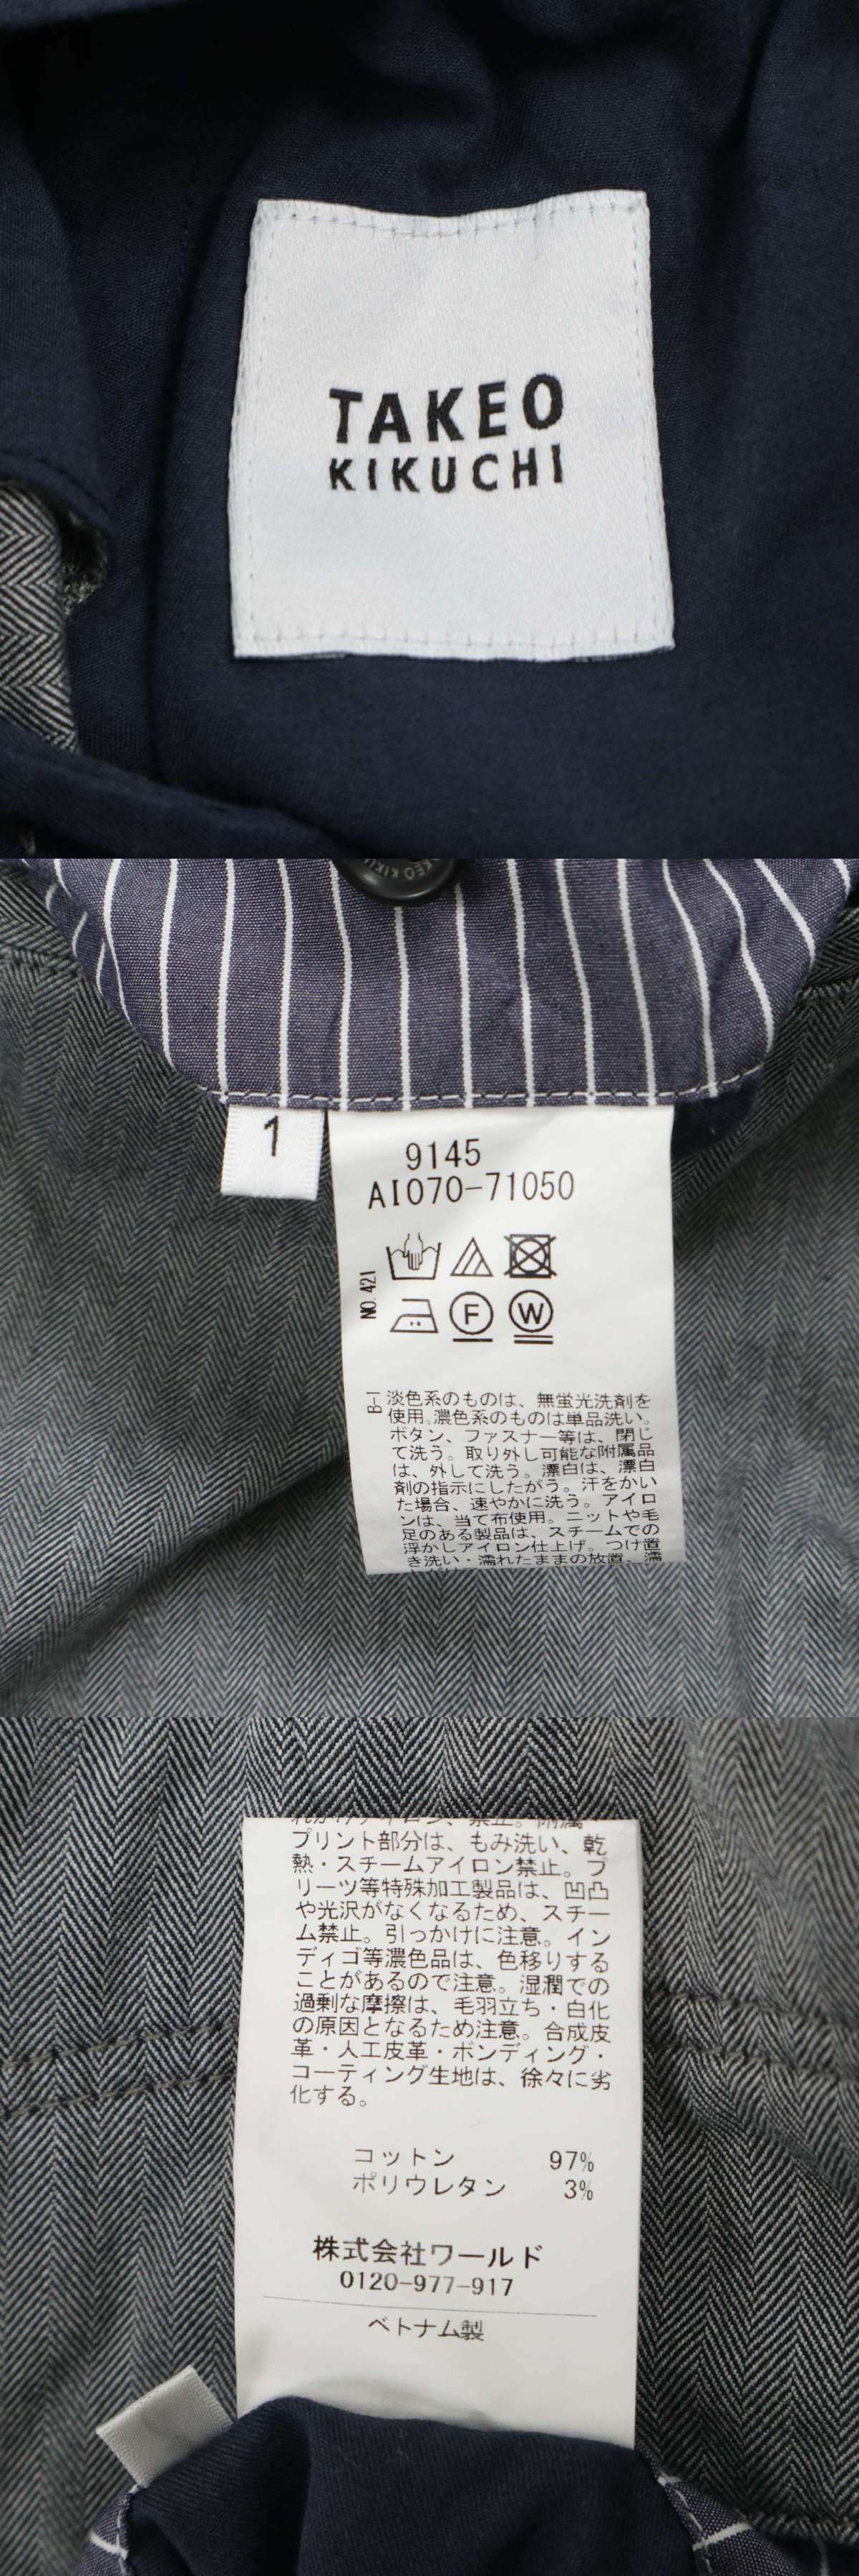 TAKEO
KIKUCHI
1
9145
AI070-71050
NO.421
F
W
B-1
淡色系のものは、無蛍光洗剤を
使用。濃色系のものは単品洗い。
ボタン、ファスナー等は、閉じ
て洗う。取り外し可能な附属品
は、外して洗う。漂白は、漂白
剤の指示にしたがう。汗をかい
た場合、速やかに洗う。アイロ
ンは、当て布使用。ニットや毛
足のある製品は、スチームでの
浮かしアイロン仕上げ。つけ置
き洗い・濡れたままの放置、濡
プリント部分は、もみ洗い、乾
熱・スチームアイロン禁止。プ
リーツ等特殊加工製品は、凹凸
や光沢がなくなるため、スチー
ム禁止。引っかけに注意。イン
ディゴ等濃色品は、色移りする
ことがあるので注意。湿潤での
過剰な摩擦は、毛羽立ち・白化
の原因となるため注意。合成皮
革・人工皮革・ボンディング・
コーティング生地は、徐々に劣
化する。
コットン 97%
ポリウレタン 3%
株式会社ワールド
0120-977-917
ベトナム製